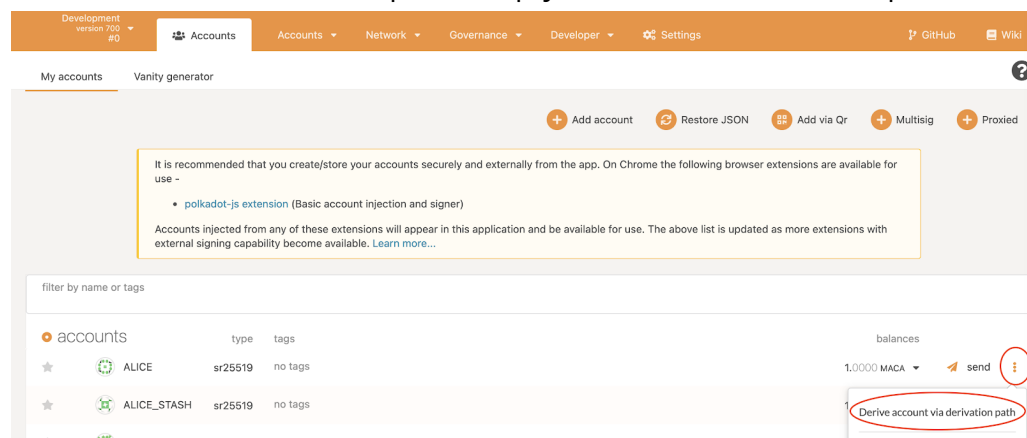 Development
version 700
#0
Accounts
Accounts
Network
Governance
Developer
Settings
GitHub
Wiki
My accounts
Vanity generator
?
Add account
Restore JSON
Add via Qr
Multisig
Proxied
It is recommended that you create/store your accounts securely and externally from the app. On Chrome the following browser extensions are available for
use -
• polkadot-js extension (Basic account injection and signer)
Accounts injected from any of these extensions will appear in this application and be available for use. The above list is updated as more extensions with
external signing capability become available. Learn more...
filter by name or tags
accounts type tags balances
ALICE sr25519 no tags 1.0000 MACA send
ALICE_STASH sr25519 no tags
Derive account via derivation path